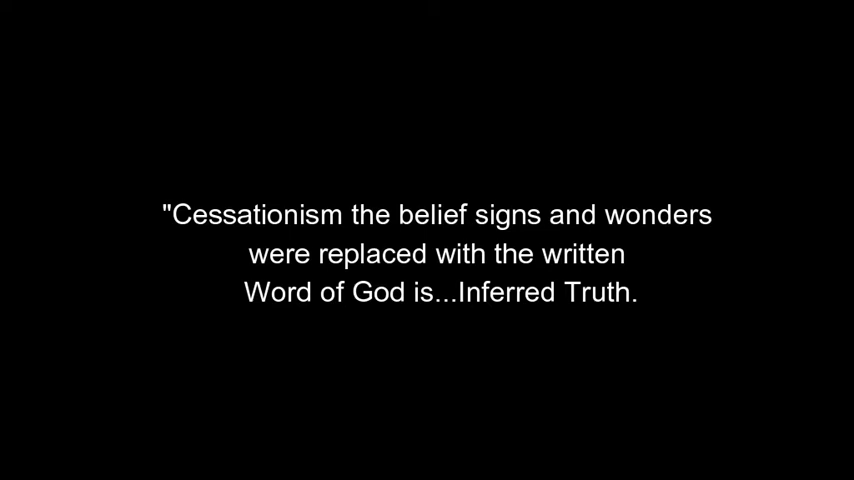 "Cessationism the belief signs and wonders
were replaced with the written
Word of God is...Inferred Truth.